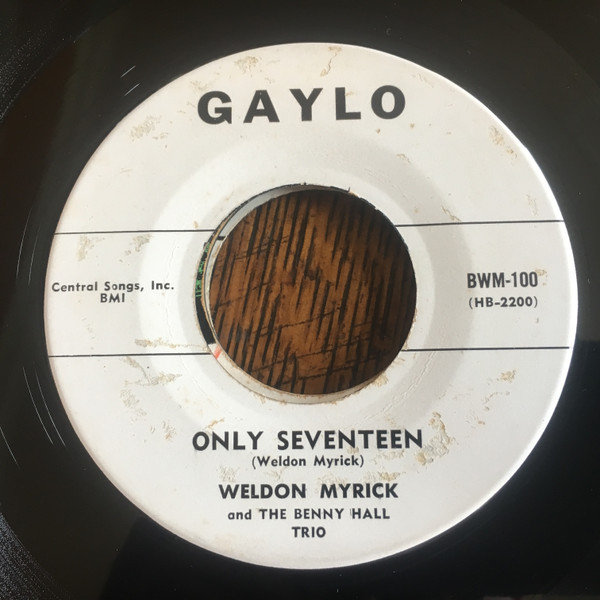 GAYLO
Central Songs, Inc.
BMI
BWM-100
(HB-2200)
ONLY SEVENTEEN
(Weldon Myrick)
WELDON MYRICK
and THE BENNY HALL
TRIO